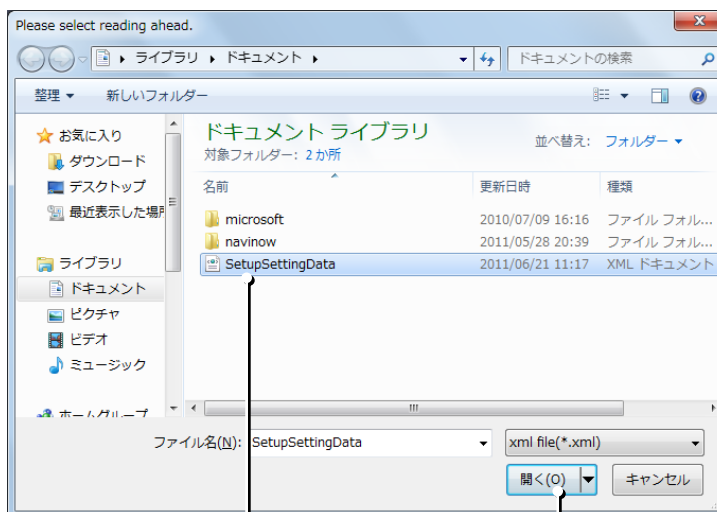 Please select reading ahead.
ライブラリ ドキュメント
ドキュメントの検索
整理 新しいフォルダー
お気に入り
ダウンロード
デスクトップ
最近表示した場所
ライブラリ
ドキュメント
ピクチャ
ビデオ
ミュージック
ホームグループ
ドキュメント ライブラリ
対象フォルダー: 2 か所
並べ替え: フォルダー
名前 更新日時 種類
microsoft 2010/07/09 16:16 ファイル フォル...
navinow 2011/05/28 20:39 ファイル フォル...
SetupSettingData 2011/06/21 11:17 XML ドキュメント
ファイル名(N): SetupSettingData xml file(*.xml)
開く(O) キャンセル